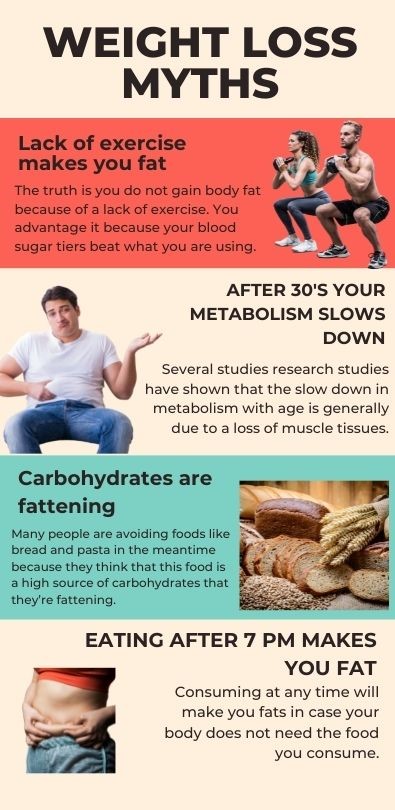 WEIGHT LOSS
MYTHS
Lack of exercise
makes you fat
The truth is you do not gain body fat
because of a lack of exercise. You
advantage it because your blood
sugar tiers beat what you are using.
AFTER 30'S YOUR
METABOLISM SLOWS
DOWN
Several studies research studies
have shown that the slow down in
metabolism with age is generally
due to a loss of muscle tissues.
Carbohydrates are
fattening
Many people are avoiding foods like
bread and pasta in the meantime
because they think that this food is
a high source of carbohydrates that
they're fattening.
EATING AFTER 7 PM MAKES
YOU FAT
Consuming at any time will
make you fats in case your
body does not need the food
you consume.